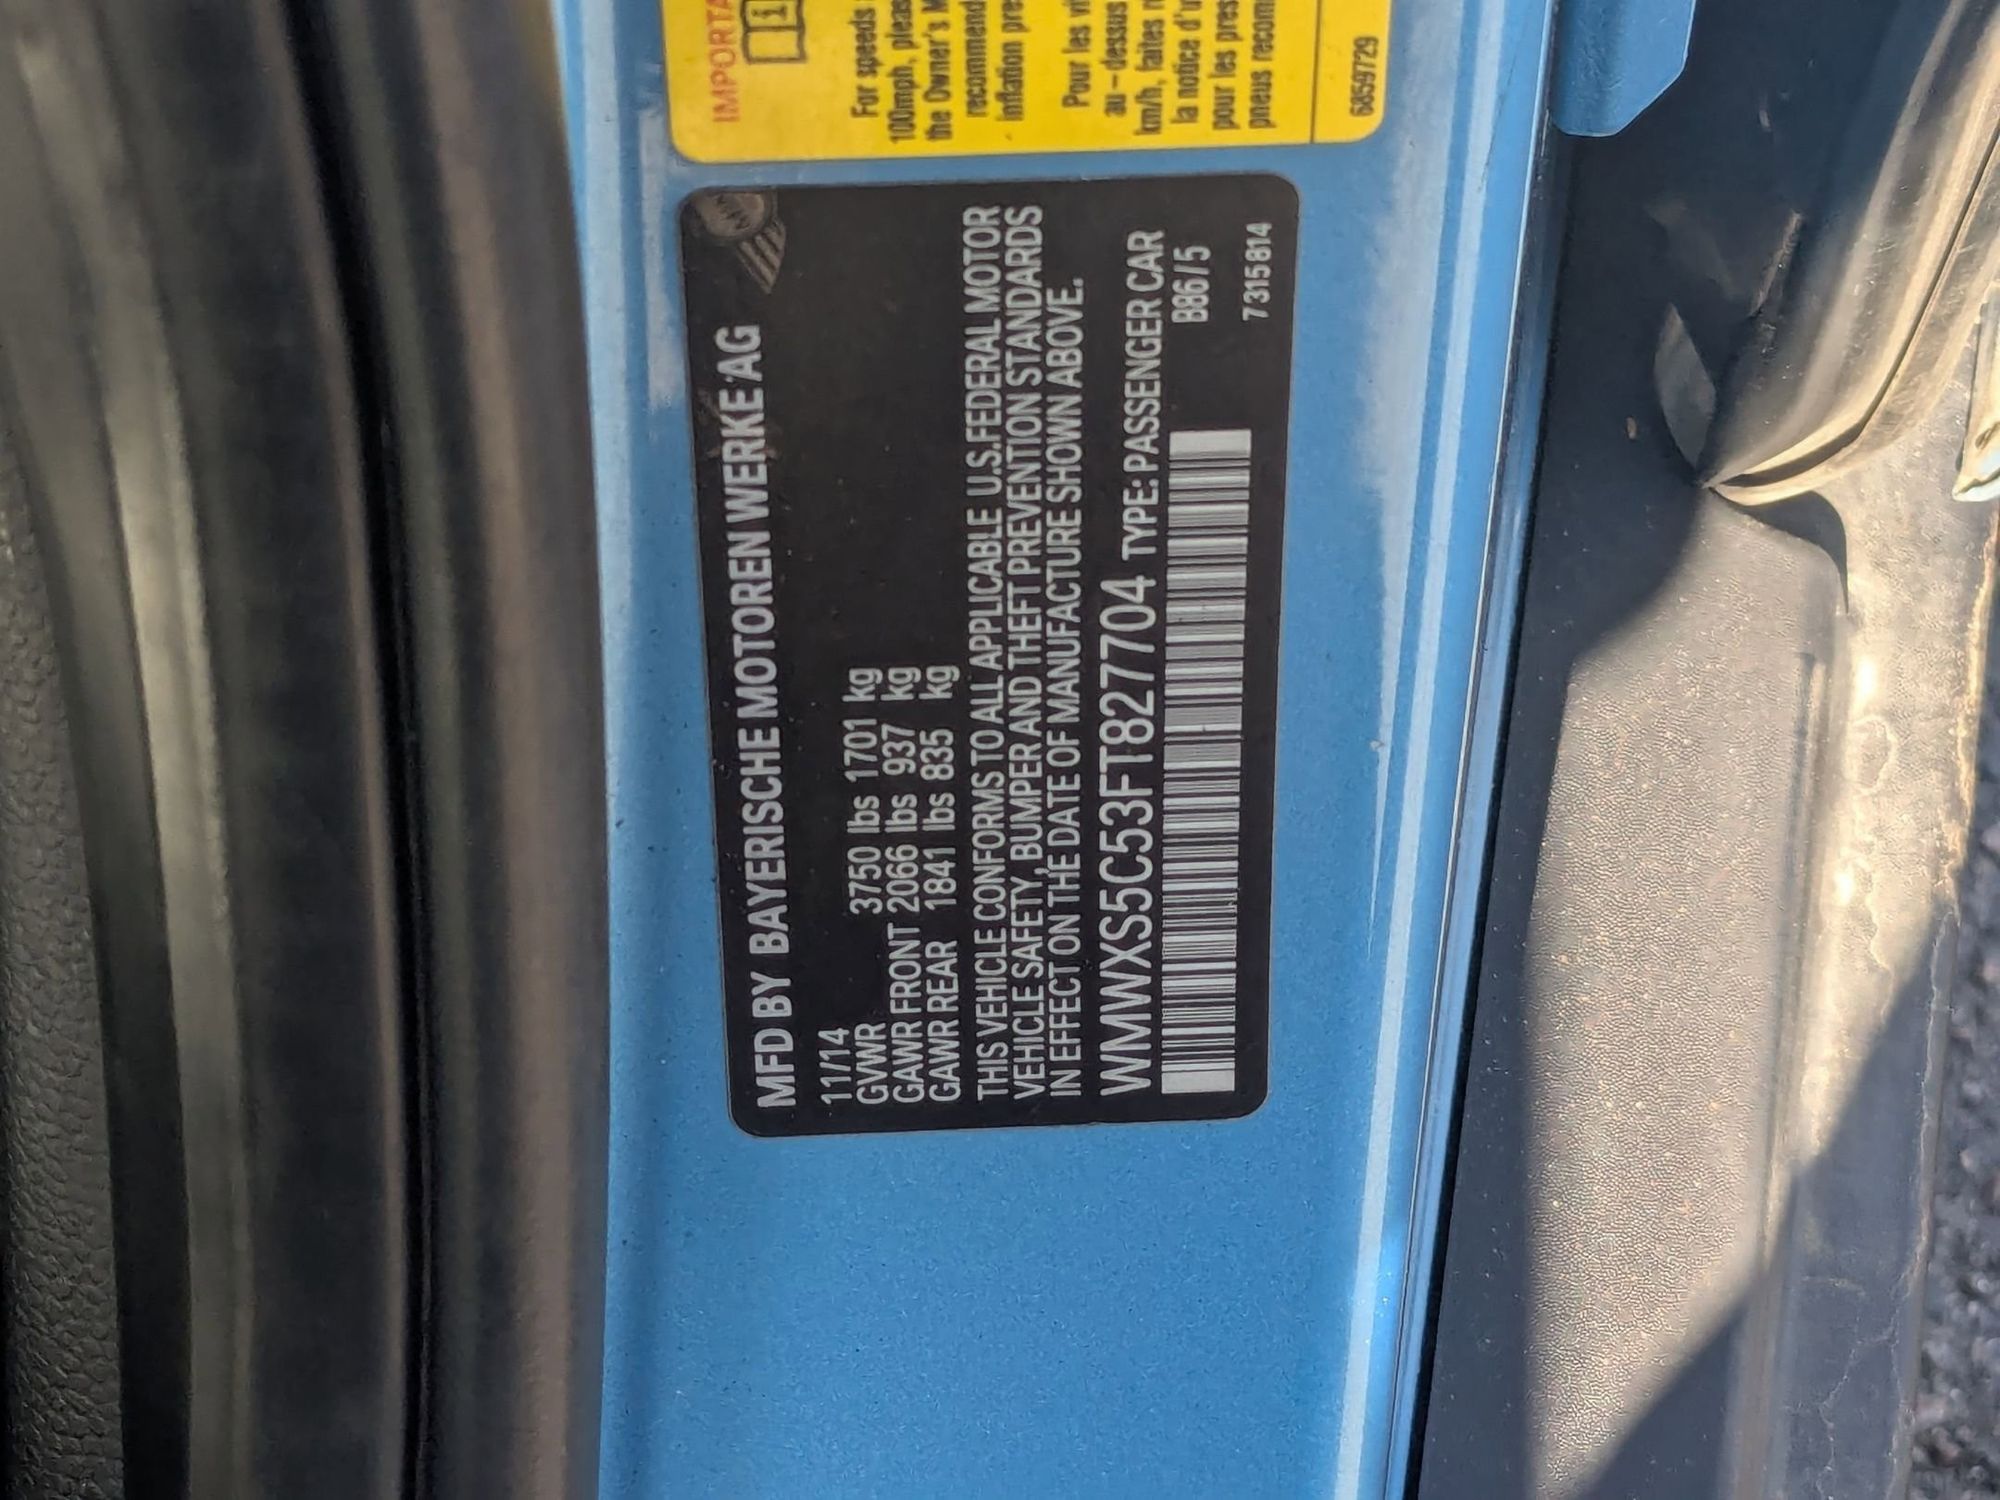 MFD BY BAYERISCHE MOTOREN WERKE AG
11/14
GVWR 3750 lbs 1701 kg
GAWR FRONT 2066 lbs 937 kg
GAWR REAR 1841 lbs 835 kg
THIS VEHICLE CONFORMS TO ALL APPLICABLE U.S. FEDERAL MOTOR
VEHICLE SAFETY, BUMPER AND THEFT PREVENTION STANDARDS
IN EFFECT ON THE DATE OF MANUFACTURE SHOWN ABOVE.
WMWXS5C53FT827704 TYPE: PASSENGER CAR
B86/5
7315814
IMPORTA
For speeds
100mph, pleas
the Owner's M
recommend
inflation pre
Pour les vi
au-dessus
km/h, faites
la notice d'
pour les pres
pneus recom
6859729